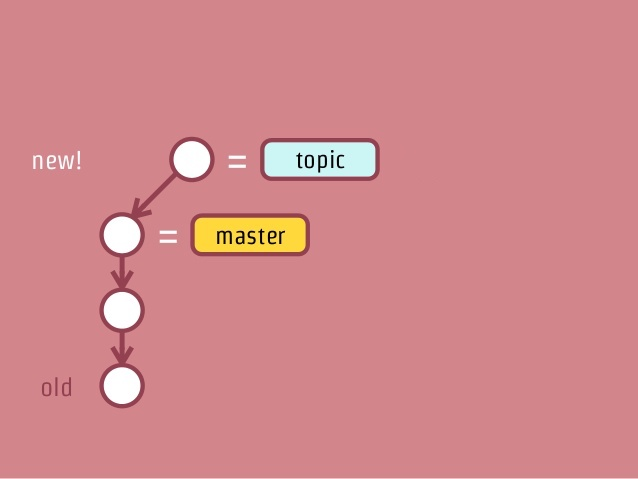 new! = topic
= master
old